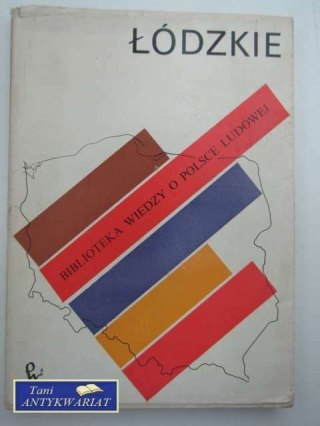 ŁÓDZKIE
BIBLIOTEKA WIEDZY O POLSCE LUDOWEJ
Tani
ANTYKWARIAT